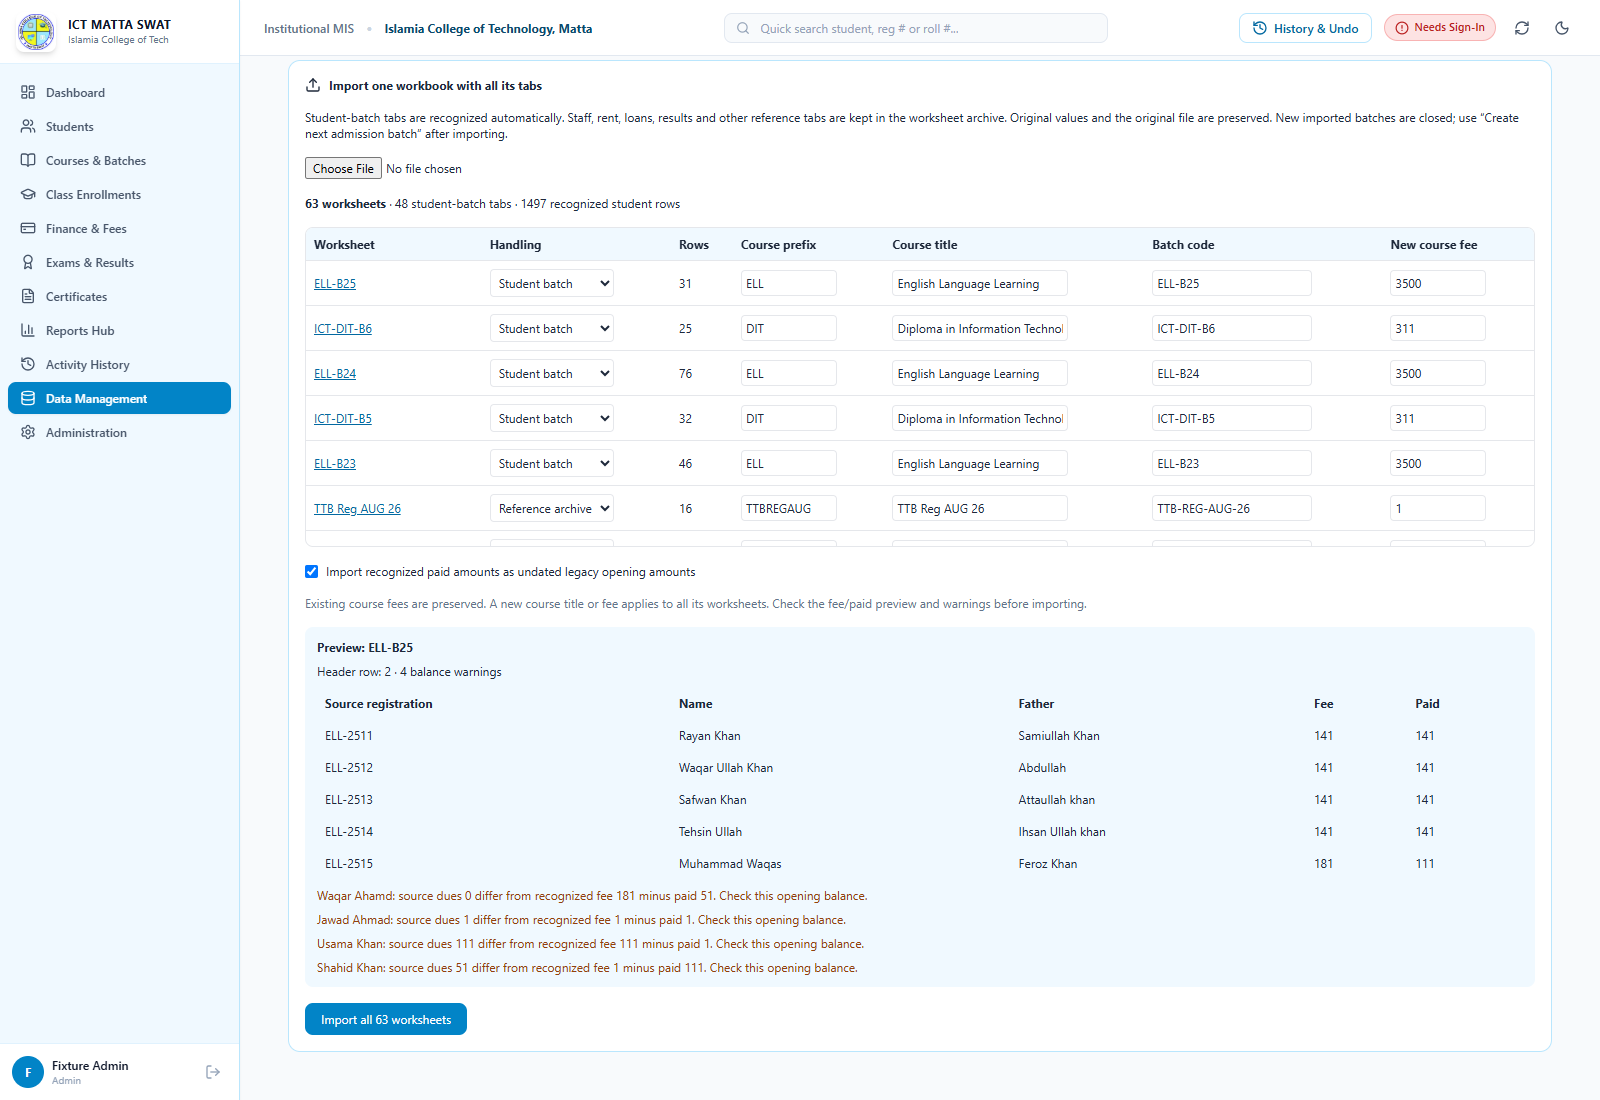 ICT MATTA SWAT
Islamia College of Tech
Institutional MIS
Islamia College of Technology, Matta
Quick search student, reg # or roll #...
History & Undo
Needs Sign-In
Dashboard
Students
Courses & Batches
Class Enrollments
Finance & Fees
Exams & Results
Certificates
Reports Hub
Activity History
Data Management
Administration
Import one workbook with all its tabs
Student-batch tabs are recognized automatically. Staff, rent, loans, results and other reference tabs are kept in the worksheet archive. Original values and the original file are preserved. New imported batches are closed; use “Create
next admission batch” after importing.
Choose File No file chosen
63 worksheets · 48 student-batch tabs · 1497 recognized student rows
Worksheet Handling Rows Course prefix Course title Batch code New course fee
ELL-B25 Student batch 31 ELL English Language Learning ELL-B25 3500
ICT-DIT-B6 Student batch 25 DIT Diploma in Information Technol ICT-DIT-B6 311
ELL-B24 Student batch 76 ELL English Language Learning ELL-B24 3500
ICT-DIT-B5 Student batch 32 DIT Diploma in Information Technol ICT-DIT-B5 311
ELL-B23 Student batch 46 ELL English Language Learning ELL-B23 3500
TTB Reg AUG 26 Reference archive 16 TTBREGAUG TTB Reg AUG 26 TTB-REG-AUG-26 1
Import recognized paid amounts as undated legacy opening amounts
Existing course fees are preserved. A new course title or fee applies to all its worksheets. Check the fee/paid preview and warnings before importing.
Preview: ELL-B25
Header row: 2 · 4 balance warnings
Source registration Name Father Fee Paid
ELL-2511 Rayan Khan Samiullah Khan 141 141
ELL-2512 Waqar Ullah Khan Abdullah 141 141
ELL-2513 Safwan Khan Attaullah khan 141 141
ELL-2514 Tehsin Ullah Ihsan Ullah khan 141 141
ELL-2515 Muhammad Waqas Feroz Khan 181 111
Waqar Ahamd: source dues 0 differ from recognized fee 181 minus paid 51. Check this opening balance.
Jawad Ahmad: source dues 1 differ from recognized fee 1 minus paid 1. Check this opening balance.
Usama Khan: source dues 111 differ from recognized fee 111 minus paid 1. Check this opening balance.
Shahid Khan: source dues 51 differ from recognized fee 1 minus paid 111. Check this opening balance.
Import all 63 worksheets
F
Fixture Admin
Admin